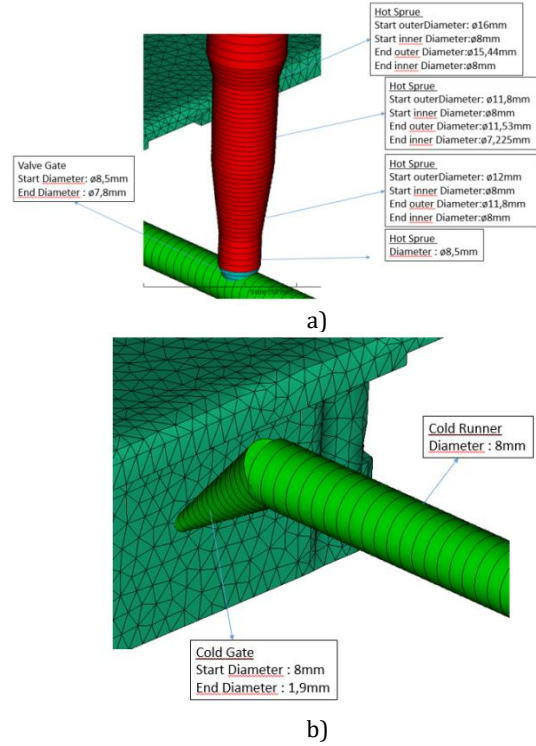 Hot Sprue
Start outerDiameter: ø16mm
Start inner Diameter:ø8mm
End outer Diameter:ø15,44mm
End inner Diameter:ø8mm
Hot Sprue
Start outerDiameter: ø11,8mm
Start inner Diameter:ø8mm
End outer Diameter:ø11,53mm
End inner Diameter:ø7,225mm
Valve Gate
Start Diameter: ø8,5mm
End Diameter : ø7,8mm
Hot Sprue
Start outerDiameter: ø12mm
Start inner Diameter:ø8mm
End outer Diameter:ø11,8mm
End inner Diameter:ø8mm
Hot Sprue
Diameter : ø8,5mm
a)
Cold Runner
Diameter : 8mm
Cold Gate
Start Diameter : 8mm
End Diameter : 1,9mm
b)